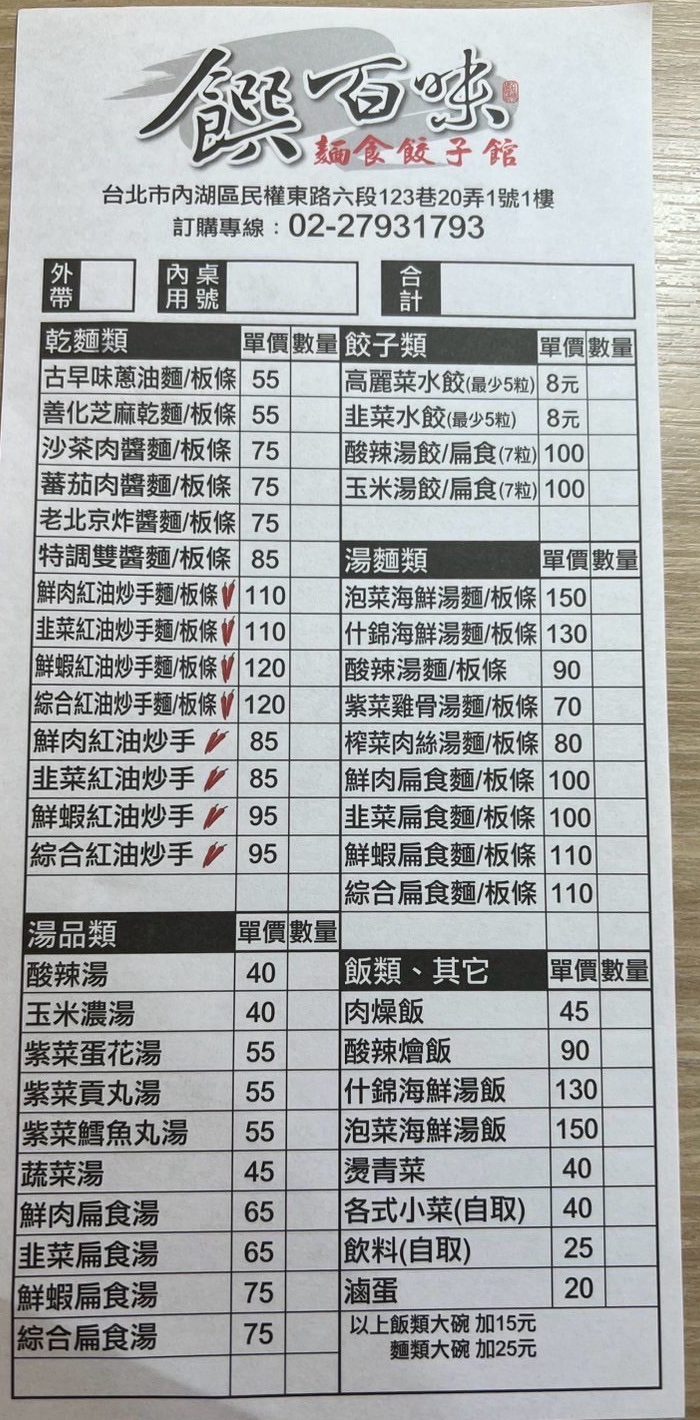 饌百味
麵食餃子館
台北市內湖區民權東路六段123巷20弄1號1樓
訂購專線：02-27931793
外帶
內用 桌號
合計
乾麵類 單價 數量
古早味蔥油麵/板條 55
善化芝麻乾麵/板條 55
沙茶肉醬麵/板條 75
蕃茄肉醬麵/板條 75
老北京炸醬麵/板條 75
特調雙醬麵/板條 85
鮮肉紅油炒手麵/板條 110
韭菜紅油炒手麵/板條 110
鮮蝦紅油炒手麵/板條 120
綜合紅油炒手麵/板條 120
鮮肉紅油炒手 85
韭菜紅油炒手 85
鮮蝦紅油炒手 95
綜合紅油炒手 95
湯品類 單價 數量
酸辣湯 40
玉米濃湯 40
紫菜蛋花湯 55
紫菜貢丸湯 55
紫菜鱈魚丸湯 55
蔬菜湯 45
鮮肉扁食湯 65
韭菜扁食湯 65
鮮蝦扁食湯 75
綜合扁食湯 75
餃子類 單價 數量
高麗菜水餃(最少5粒) 8元
韭菜水餃(最少5粒) 8元
酸辣湯餃/扁食(7粒) 100
玉米湯餃/扁食(7粒) 100
湯麵類 單價 數量
泡菜海鮮湯麵/板條 150
什錦海鮮湯麵/板條 130
酸辣湯麵/板條 90
紫菜雞骨湯麵/板條 70
榨菜肉絲湯麵/板條 80
鮮肉扁食麵/板條 100
韭菜扁食麵/板條 100
鮮蝦扁食麵/板條 110
綜合扁食麵/板條 110
飯類、其它 單價 數量
肉燥飯 45
酸辣燴飯 90
什錦海鮮湯飯 130
泡菜海鮮湯飯 150
燙青菜 40
各式小菜(自取) 40
飲料(自取) 25
滷蛋 20
以上飯類大碗 加15元
麵類大碗 加25元